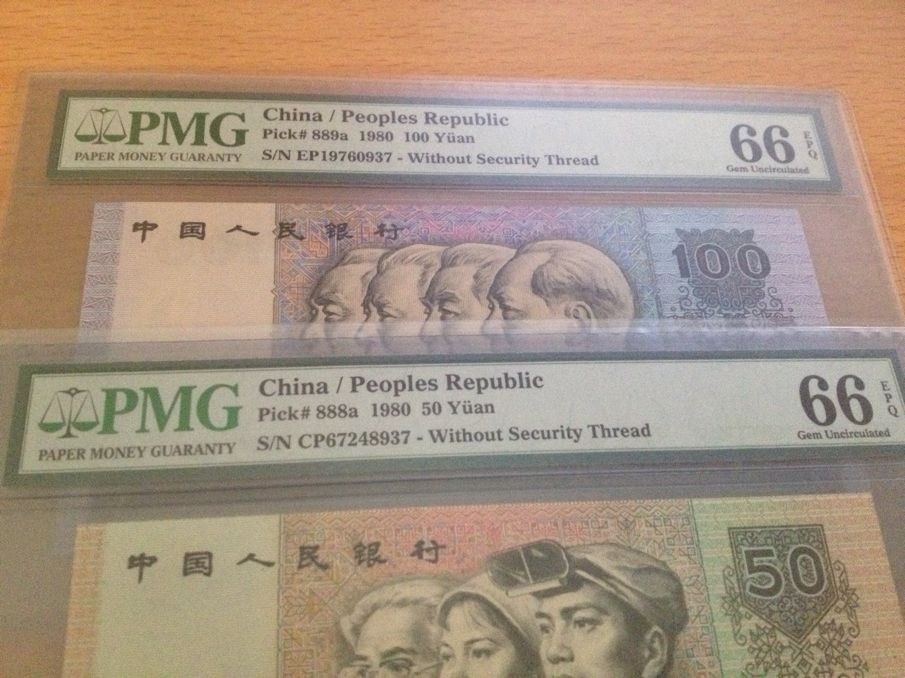 PMG
PAPER MONEY GUARANTY
China / Peoples Republic
Pick# 889a 1980 100 Yüan
S/N EP19760937 - Without Security Thread
66 EPQ
Gem Uncirculated
中国人民银行
100
PMG
PAPER MONEY GUARANTY
China / Peoples Republic
Pick# 888a 1980 50 Yüan
S/N CP67248937 - Without Security Thread
66 EPQ
Gem Uncirculated
中国人民银行
50